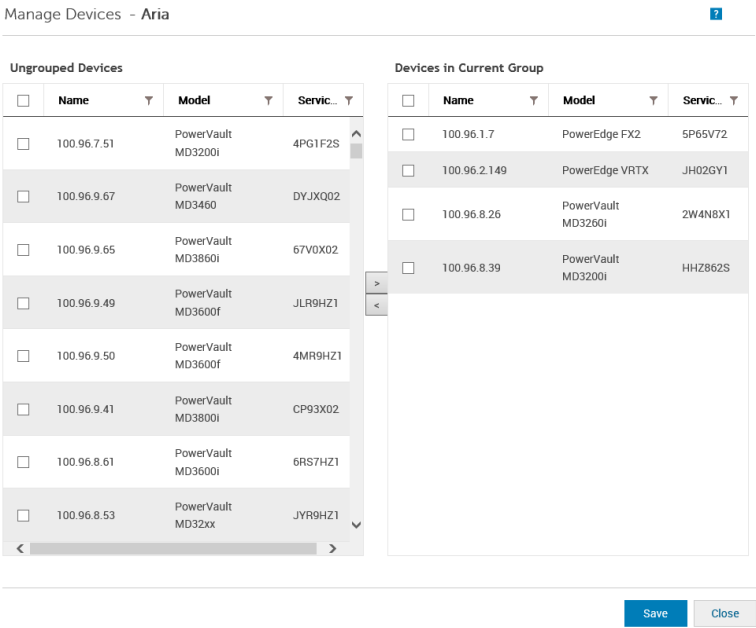 Manage Devices - Aria
?
Ungrouped Devices
Name Model Servic...
100.96.7.51 PowerVault MD3200i 4PG1F2S
100.96.9.67 PowerVault MD3460 DYJXQ02
100.96.9.65 PowerVault MD3860i 67V0X02
100.96.9.49 PowerVault MD3600f JLR9HZ1
100.96.9.50 PowerVault MD3600f 4MR9HZ1
100.96.9.41 PowerVault MD3800i CP93X02
100.96.8.61 PowerVault MD3600i 6RS7HZ1
100.96.8.53 PowerVault MD32xx JYR9HZ1
>
<
Devices in Current Group
Name Model Servic...
100.96.1.7 PowerEdge FX2 5P65V72
100.96.2.149 PowerEdge VRTX JH02GY1
100.96.8.26 PowerVault MD3260i 2W4N8X1
100.96.8.39 PowerVault MD3200i HHZ862S
Save Close